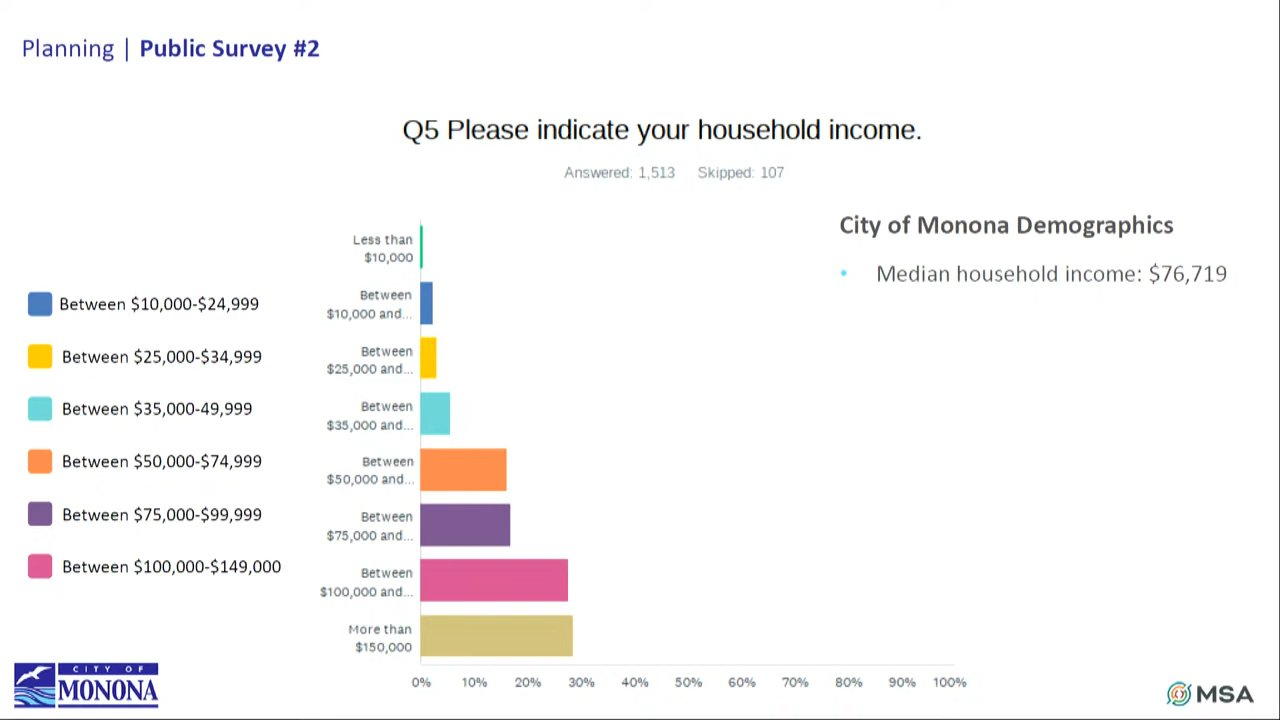 Planning | Public Survey #2
Q5 Please indicate your household income.
Answered: 1,513 Skipped: 107
City of Monona Demographics
• Median household income: $76,719
Between $10,000-$24,999
Between $25,000-$34,999
Between $35,000-49,999
Between $50,000-$74,999
Between $75,000-$99,999
Between $100,000-$149,000
Less than
$10,000
Between
$10,000 and...
Between
$25,000 and...
Between
$35,000 and...
Between
$50,000 and...
Between
$75,000 and...
Between
$100,000 and...
More than
$150,000
0% 10% 20% 30% 40% 50% 60% 70% 80% 90% 100%
CITY OF
MONONA
MSA